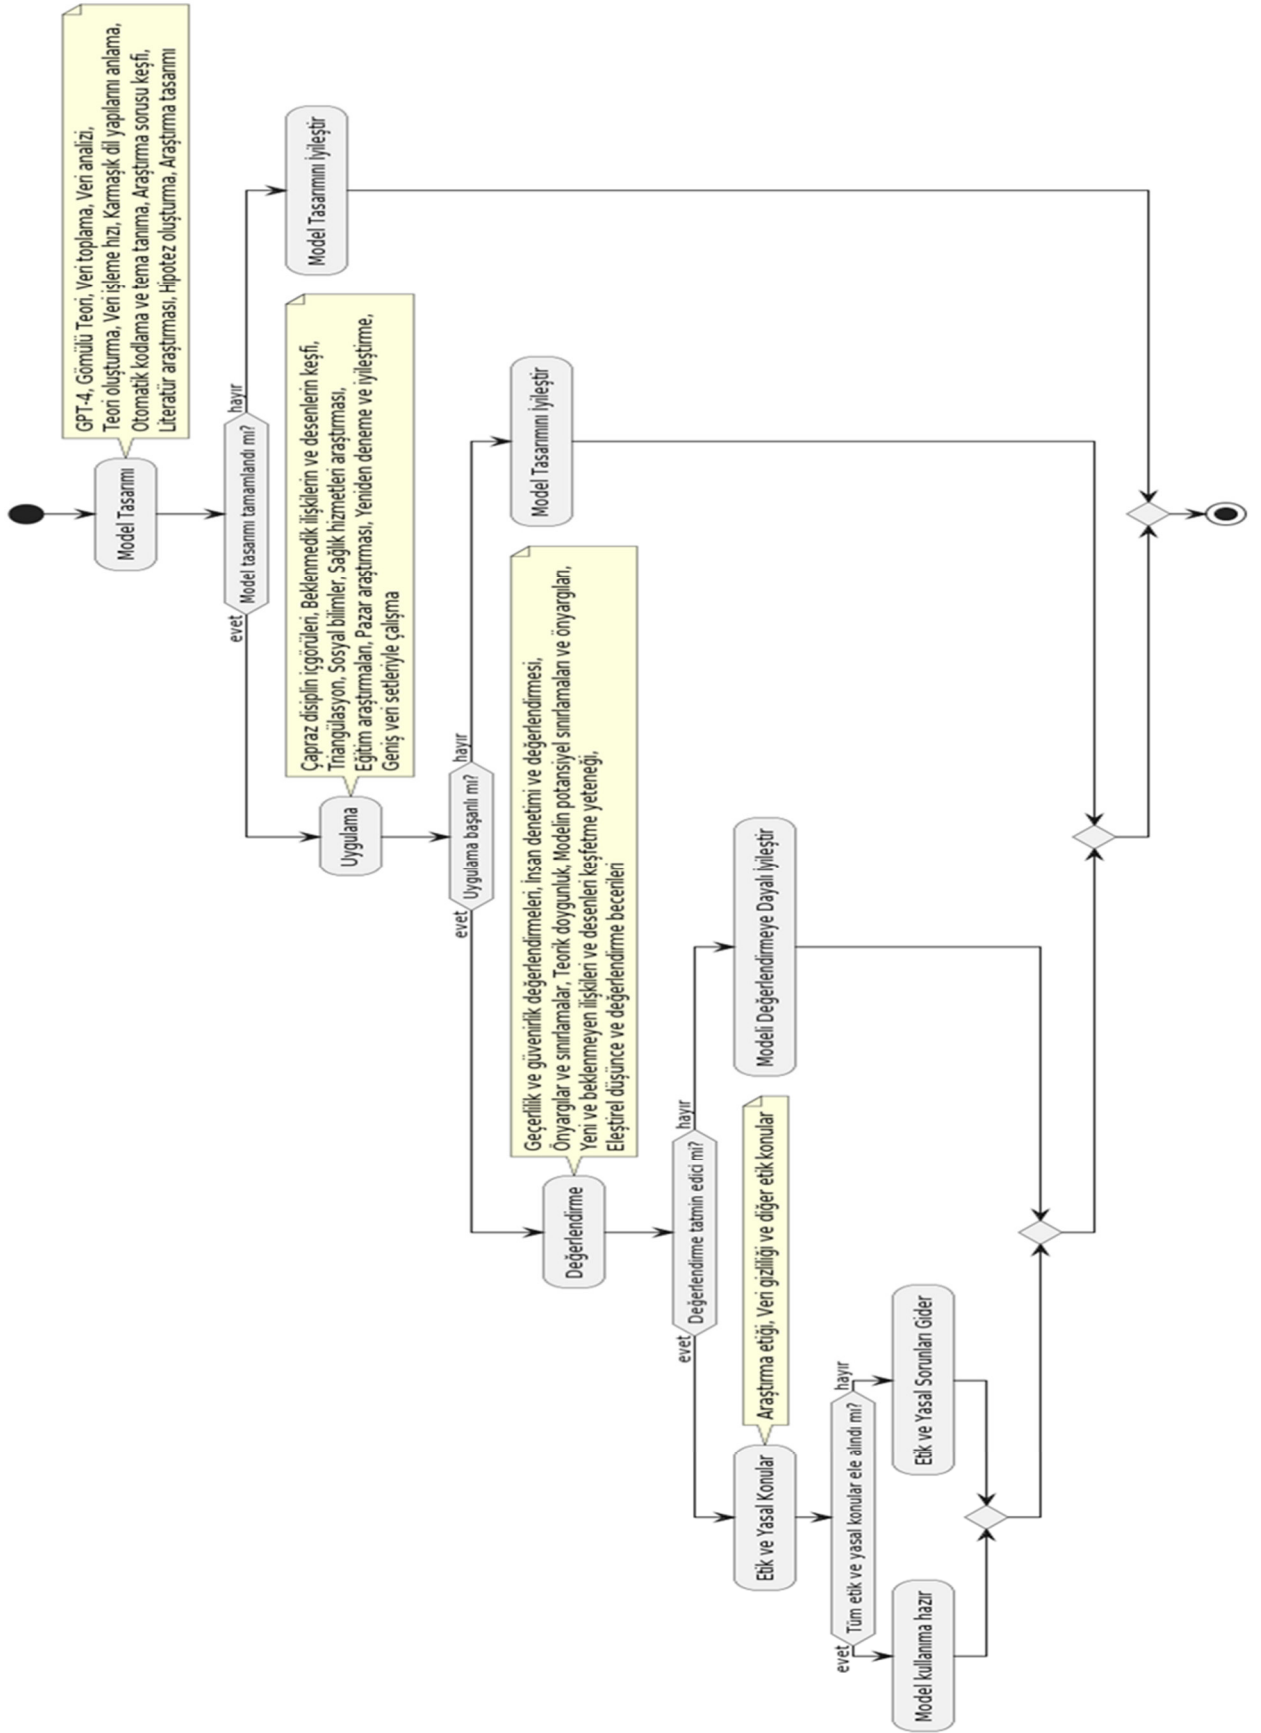 Model Tasarımı
GPT-4, Gömülü Teori, Veri toplama, Veri analizi,
Teori oluşturma, Veri işleme hızı, Karmaşık dil yapılarını anlama,
Otomatik kodlama ve tema tanıma, Araştırma sorusu keşfi,
Literatür araştırması, Hipotez oluşturma, Araştırma tasarımı
Model tasarımı tamamlandı mı?
evet
hayır
Model Tasarımını İyileştir
Uygulama
Çapraz disiplin içgörüleri, Beklenmedik ilişkilerin ve desenlerin keşfi,
Triangülasyon, Sosyal bilimler, Sağlık hizmetleri araştırması,
Eğitim araştırmaları, Pazar araştırması, Yeniden deneme ve iyileştirme,
Geniş veri setleriyle çalışma
Uygulama başarılı mı?
evet
hayır
Model Tasarımını İyileştir
Değerlendirme
Geçerlilik ve güvenirlik değerlendirmeleri, İnsan denetimi ve değerlendirmesi,
Önyargılar ve sınırlamalar, Teorik doygunluk, Modelin potansiyel sınırlamaları ve önyargıları,
Yeni ve beklenmeyen ilişkileri ve desenleri keşfetme yeteneği,
Eleştirel düşünce ve değerlendirme becerileri
Değerlendirme tatmin edici mi?
evet
hayır
Modeli Değerlendirmeye Dayalı İyileştir
Etik ve Yasal Konular
Araştırma etiği, Veri gizliliği ve diğer etik konular
Tüm etik ve yasal konular ele alındı mı?
evet
hayır
Model kullanıma hazır
Etik ve Yasal Sorunları Gider